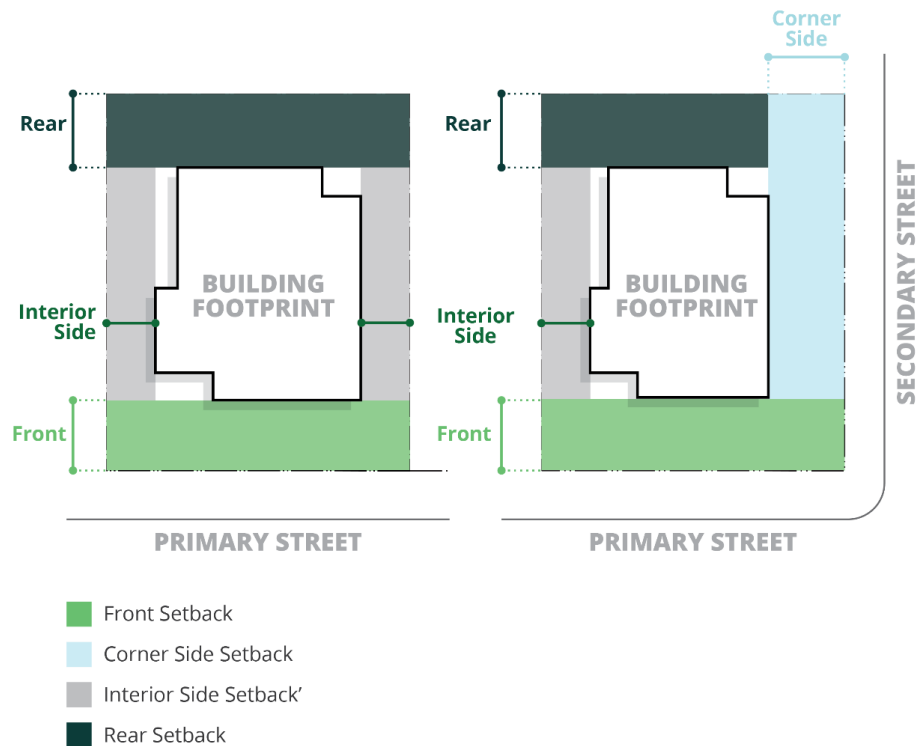 Corner
Side
Rear
Rear
BUILDING
FOOTPRINT
BUILDING
FOOTPRINT
SECONDARY STREET
Interior
Side
Interior
Side
Front
Front
PRIMARY STREET
PRIMARY STREET
Front Setback
Corner Side Setback
Interior Side Setback’
Rear Setback